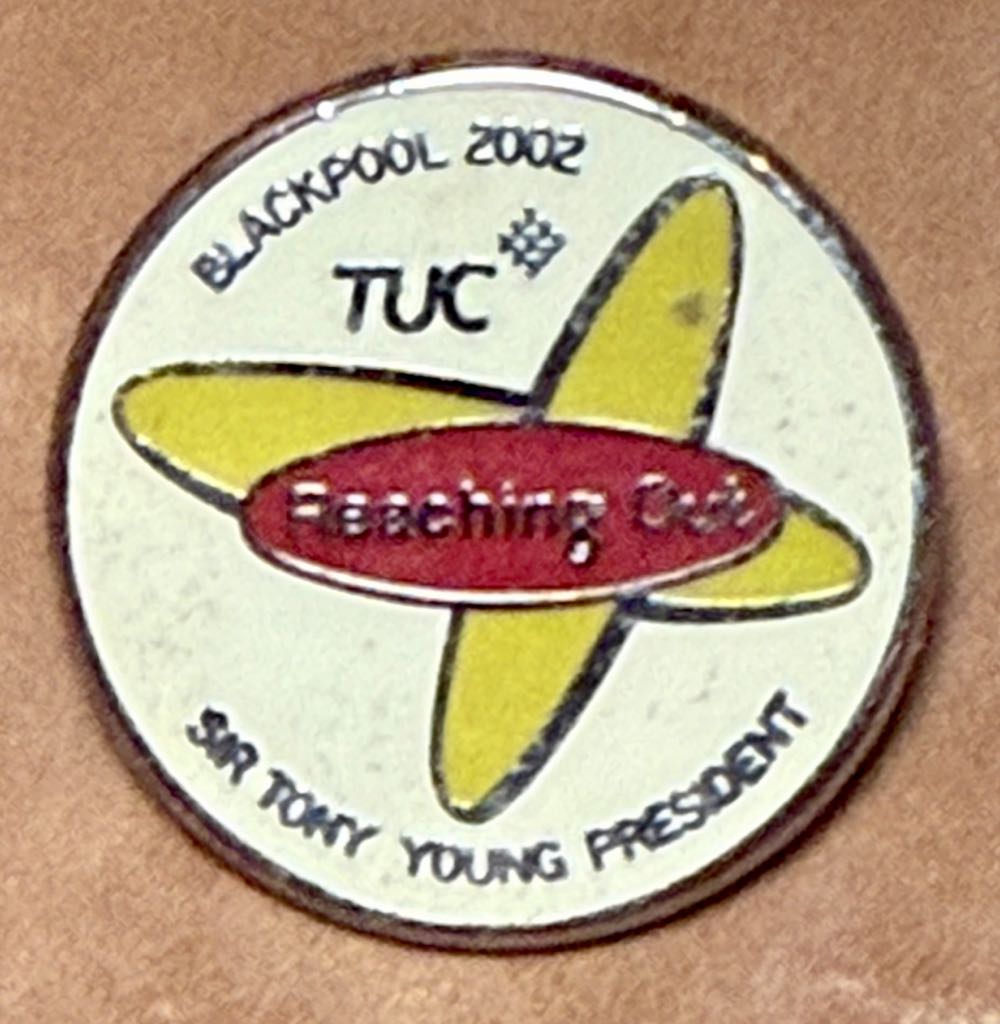 BLACKPOOL 2002
TUC
Reaching Out
SIR TONY YOUNG PRESIDENT